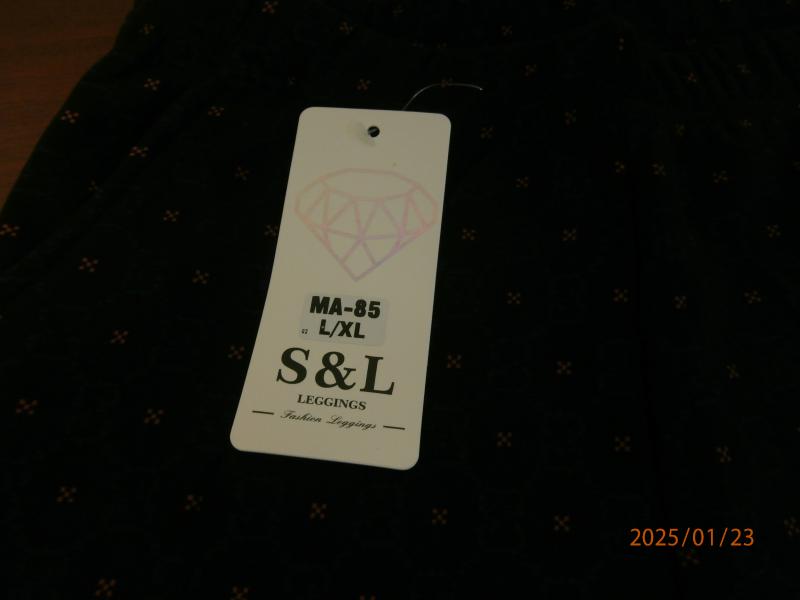 MA-85
L/XL
S&L
LEGGINGS
Fashion Leggings
2025/01/23